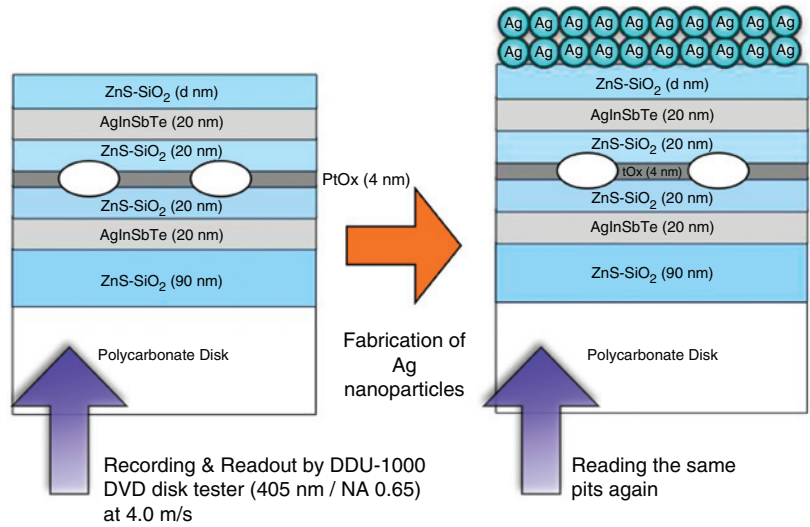 Ag Ag Ag Ag Ag Ag Ag Ag Ag
Ag Ag Ag Ag Ag Ag Ag Ag Ag
ZnS-SiO₂ (d nm)
AgInSbTe (20 nm)
ZnS-SiO₂ (20 nm)
PtOx (4 nm)
ZnS-SiO₂ (20 nm)
AgInSbTe (20 nm)
ZnS-SiO₂ (90 nm)
Polycarbonate Disk
Recording & Readout by DDU-1000
DVD disk tester (405 nm / NA 0.65)
at 4.0 m/s
Fabrication of
Ag
nanoparticles
ZnS-SiO₂ (d nm)
AgInSbTe (20 nm)
ZnS-SiO₂ (20 nm)
tOx (4 nm)
ZnS-SiO₂ (20 nm)
AgInSbTe (20 nm)
ZnS-SiO₂ (90 nm)
Polycarbonate Disk
Reading the same
pits again